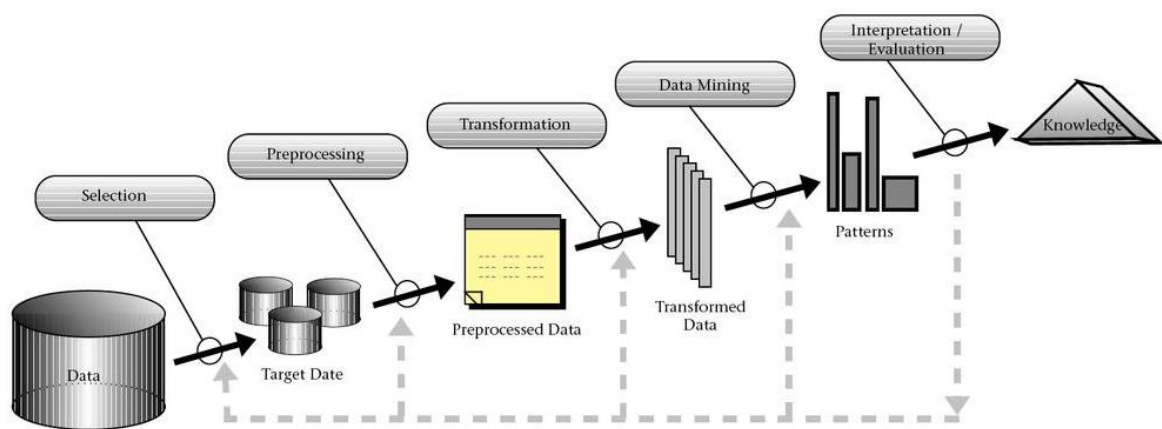 Interpretation /
Evaluation
Data Mining
Transformation
Preprocessing
Selection
Knowledge
Patterns
Transformed
Data
Preprocessed Data
Target Date
Data